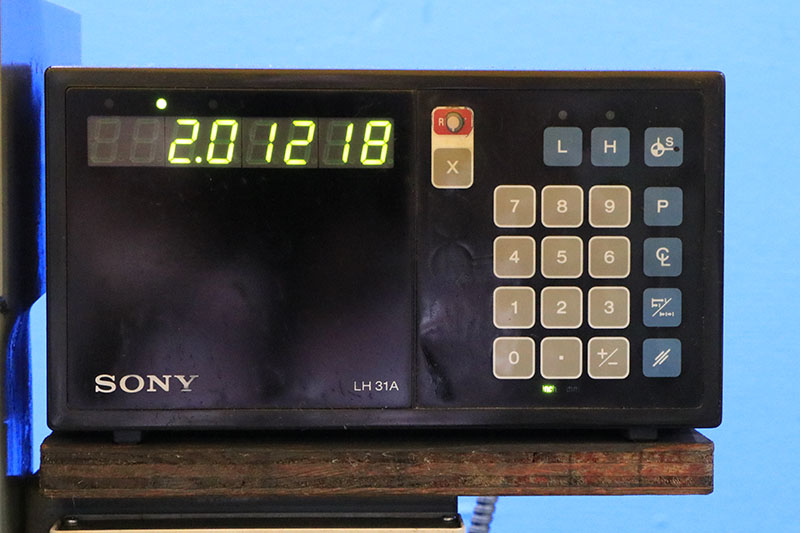 2.01218
R
X
L H S
7 8 9 P
4 5 6 ℄
1 2 3
0 . +/-
SONY LH 31A